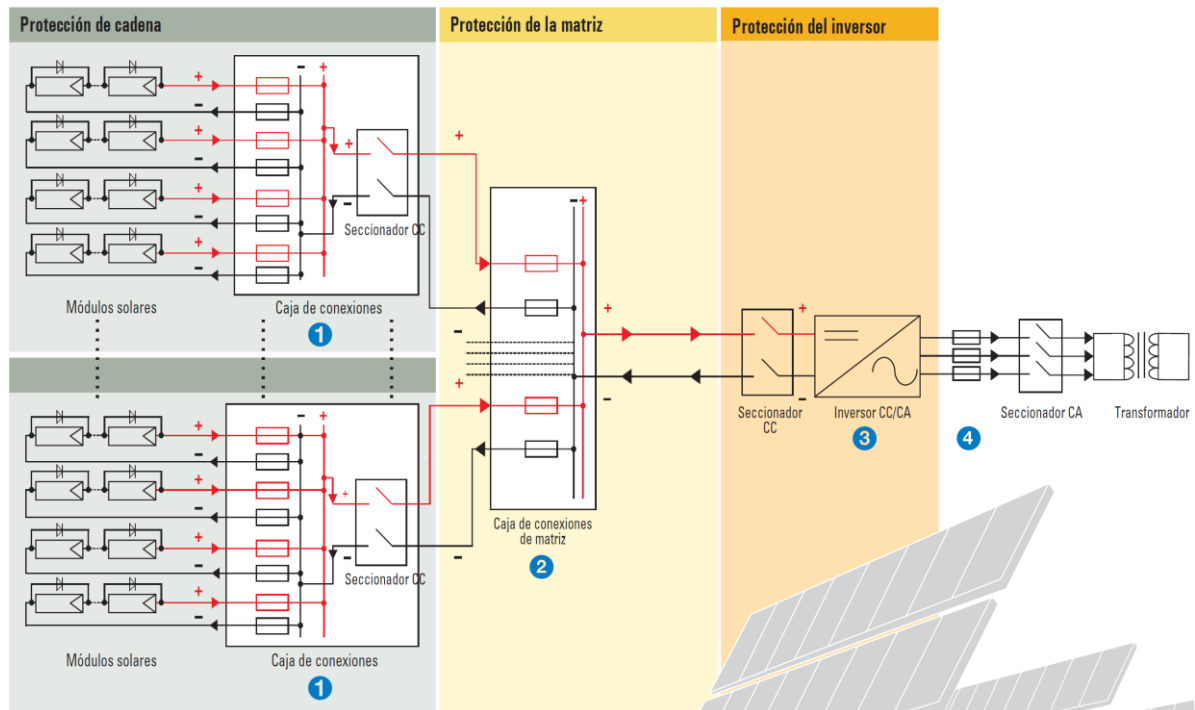 Protección de cadena
Protección de la matriz
Protección del inversor
+
−
+
−
+
−
+
−
− +
+
−
Seccionador CC
Módulos solares
Caja de conexiones
1
+
−
− +
+
−
Caja de conexiones
de matriz
2
+
−
+
−
Seccionador
CC
Inversor CC/CA
3
4
Seccionador CA
Transformador
+
−
+
−
+
−
+
−
− +
+
−
Seccionador CC
Módulos solares
Caja de conexiones
1